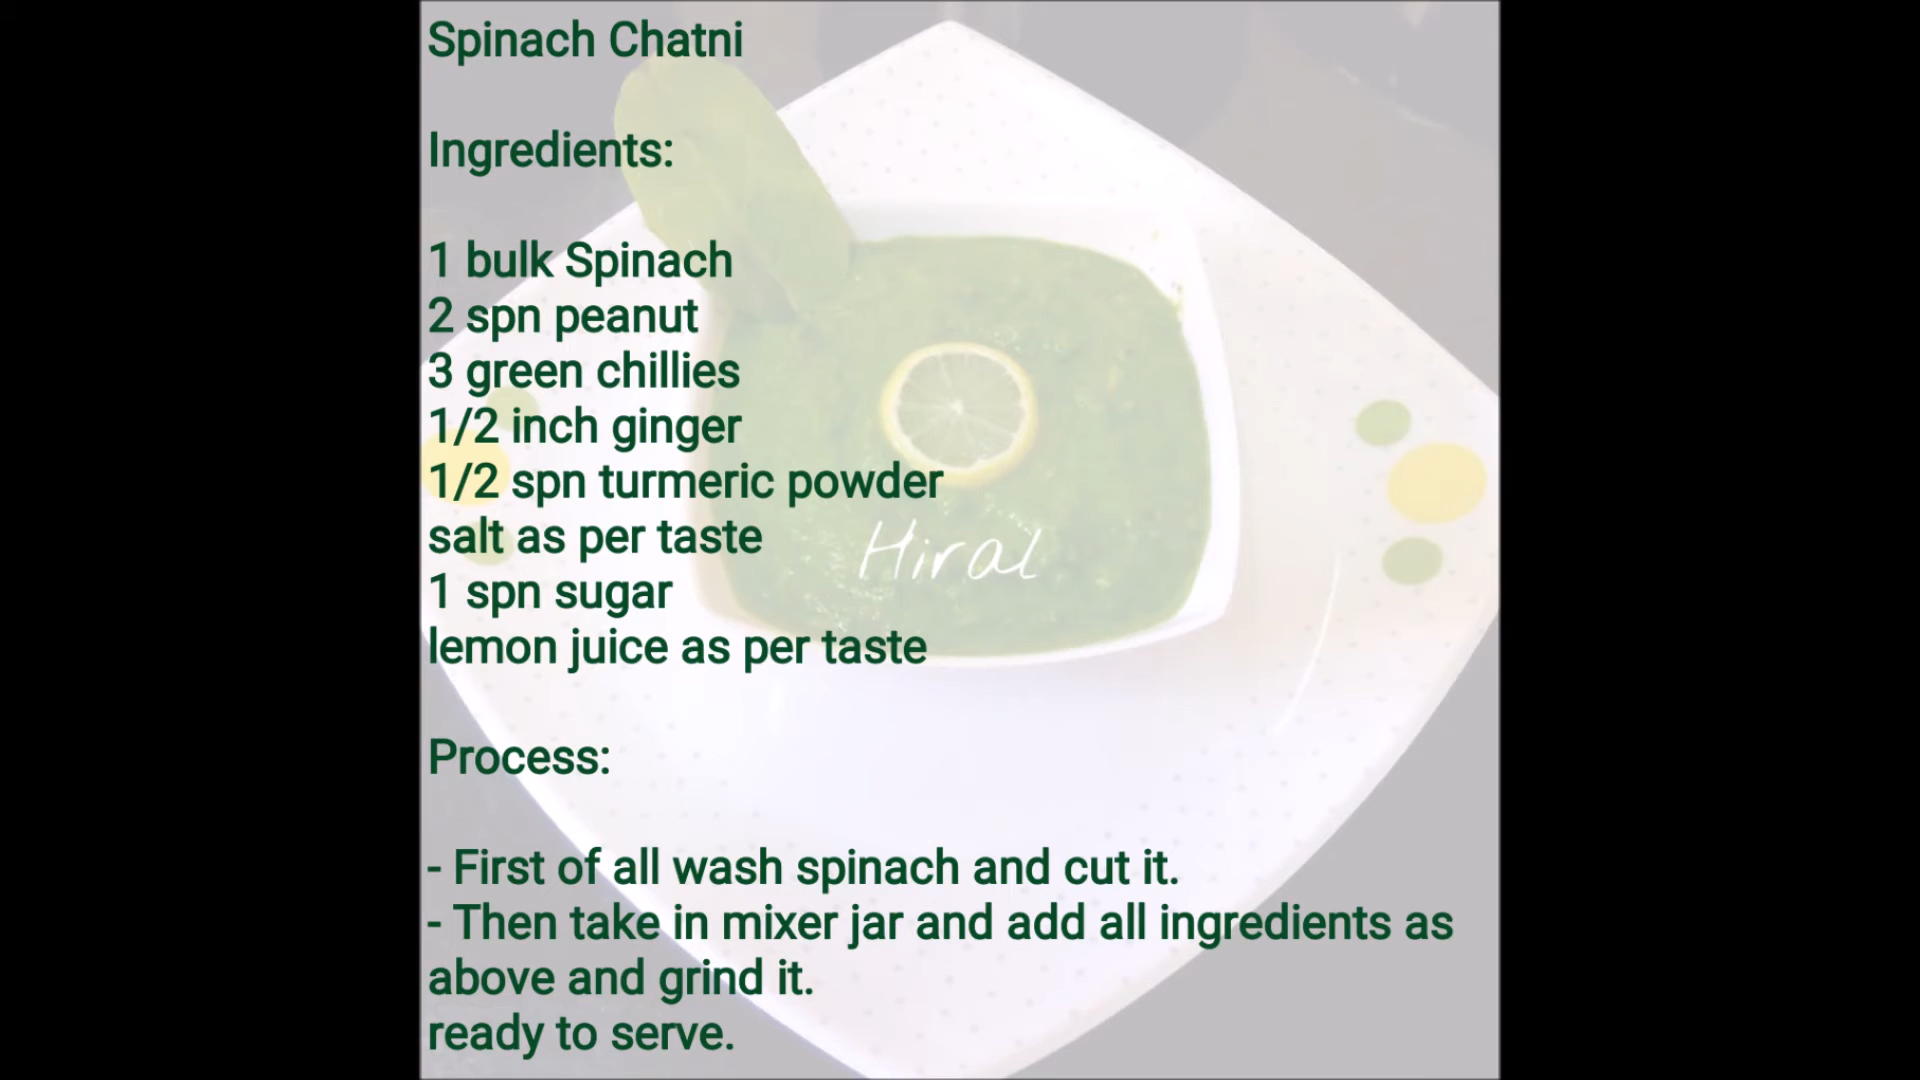 Spinach Chatni
Ingredients:
1 bulk Spinach
2 spn peanut
3 green chillies
1/2 inch ginger
1/2 spn turmeric powder
salt as per taste
Hiral
1 spn sugar
lemon juice as per taste
Process:
- First of all wash spinach and cut it.
- Then take in mixer jar and add all ingredients as
above and grind it.
ready to serve.